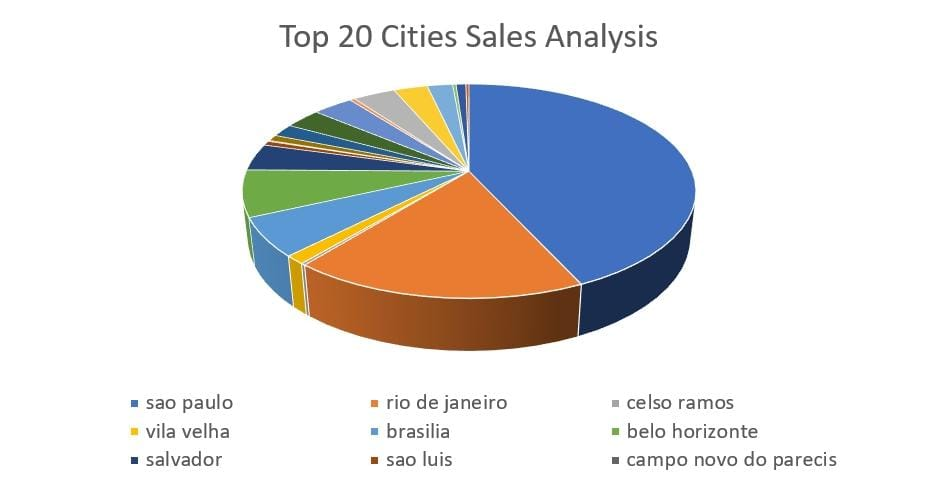 Top 20 Cities Sales Analysis
sao paulo rio de janeiro celso ramos
vila velha brasilia belo horizonte
salvador sao luis campo novo do parecis